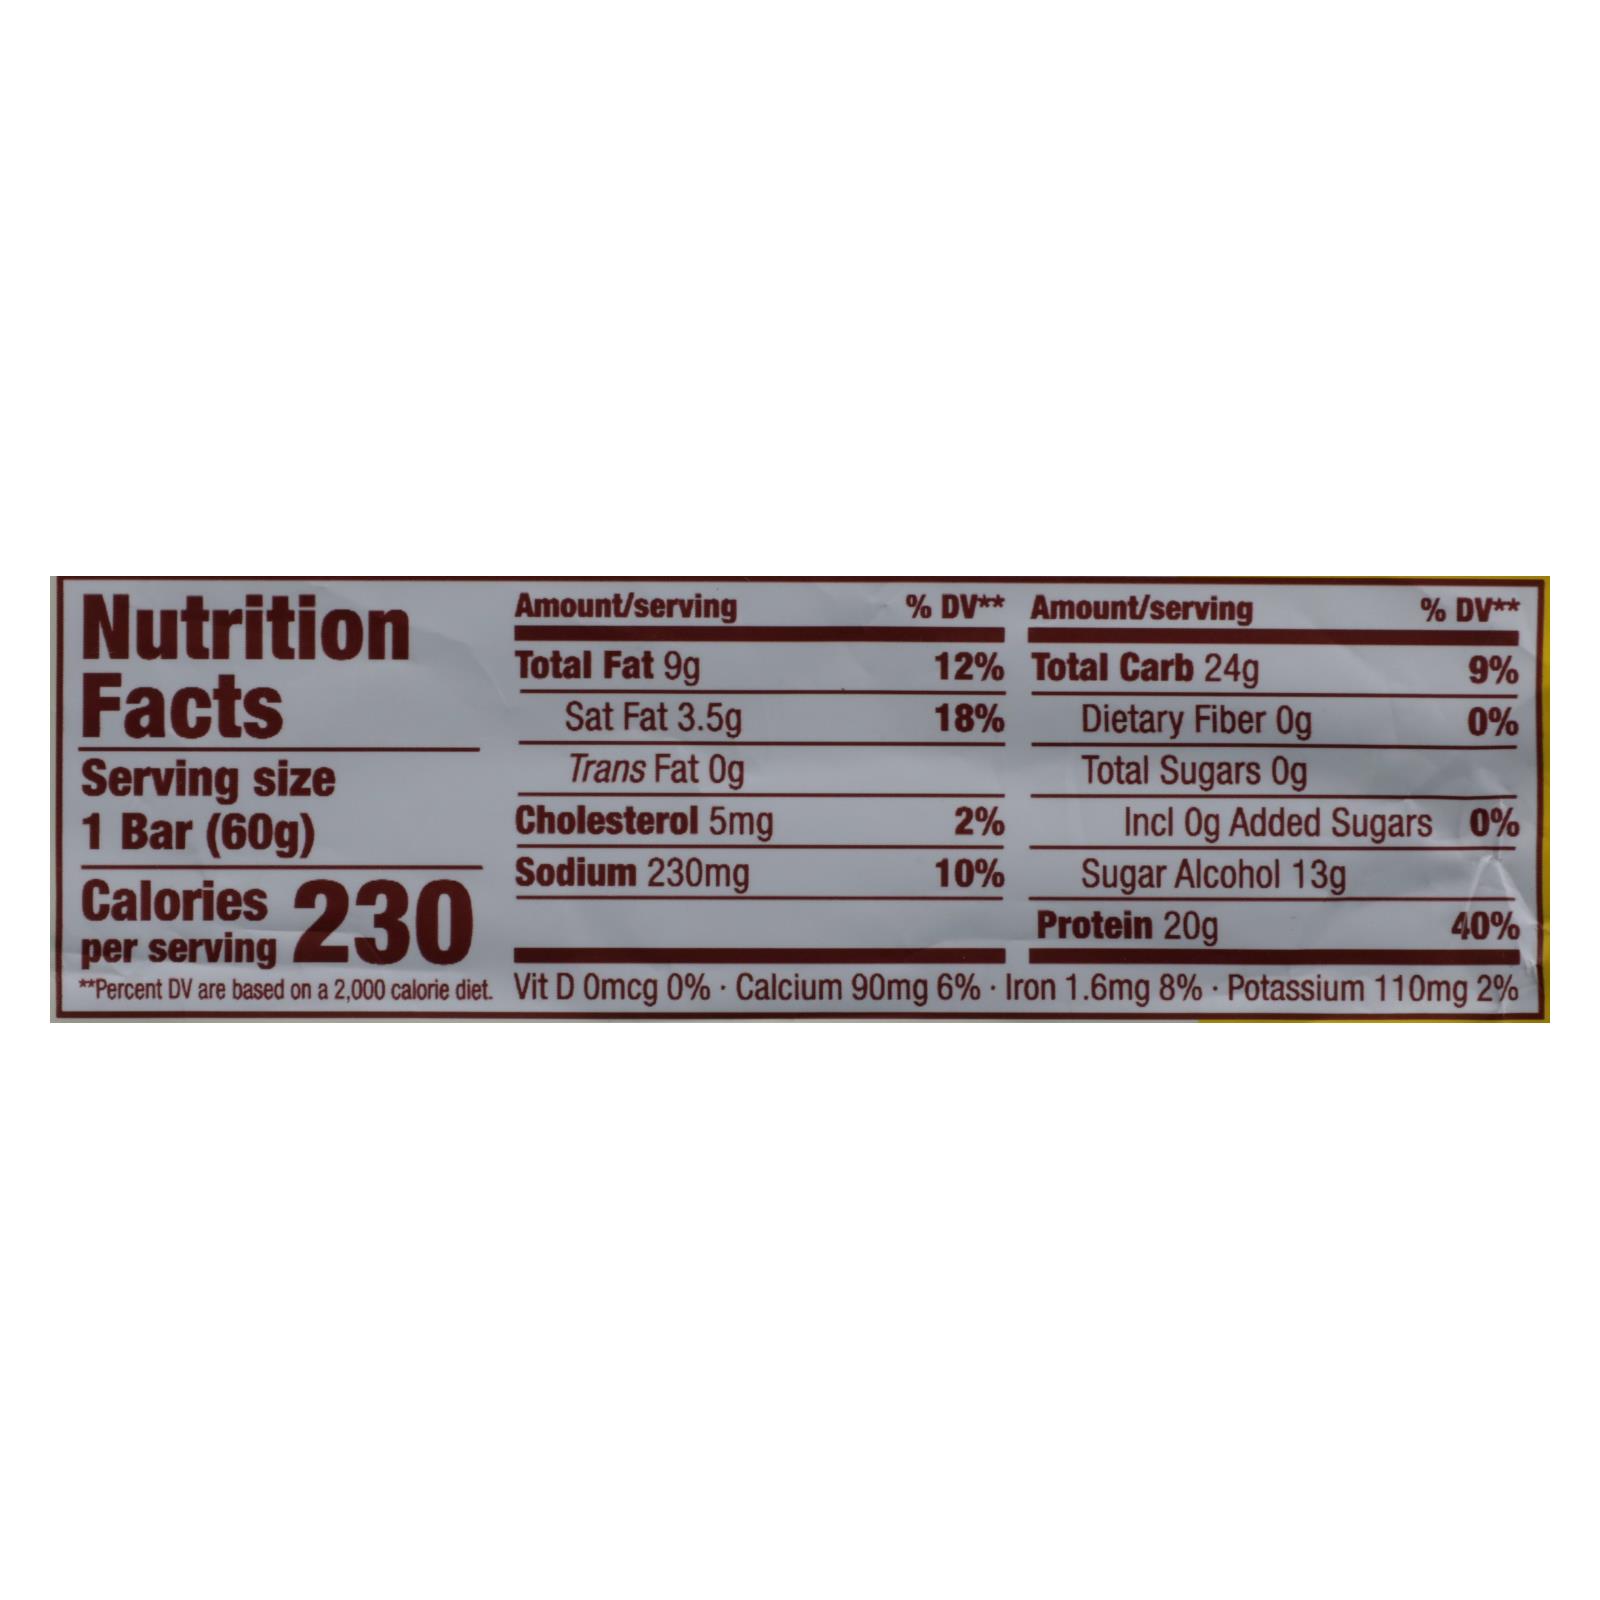 Nutrition
Facts
Serving size
1 Bar (60g)
Calories
per serving 230
**Percent DV are based on a 2,000 calorie diet.
Amount/serving % DV**
Total Fat 9g 12%
Sat Fat 3.5g 18%
Trans Fat 0g
Cholesterol 5mg 2%
Sodium 230mg 10%
Amount/serving % DV**
Total Carb 24g 9%
Dietary Fiber 0g 0%
Total Sugars 0g
Incl 0g Added Sugars 0%
Sugar Alcohol 13g
Protein 20g 40%
Vit D 0mcg 0% · Calcium 90mg 6% · Iron 1.6mg 8% · Potassium 110mg 2%